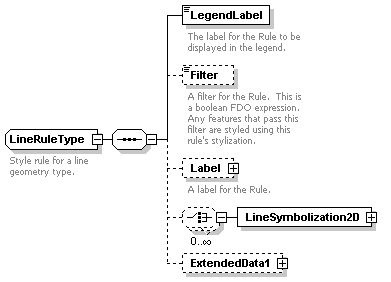 LegendLabel
The label for the Rule to be
displayed in the legend.
Filter
A filter for the Rule.  This is
a boolean FDO expression.
Any features that pass this
filter are styled using this
rule's stylization.
LineRuleType
Style rule for a line
geometry type.
Label
A label for the Rule.
LineSymbolization2D
0..∞
ExtendedData1